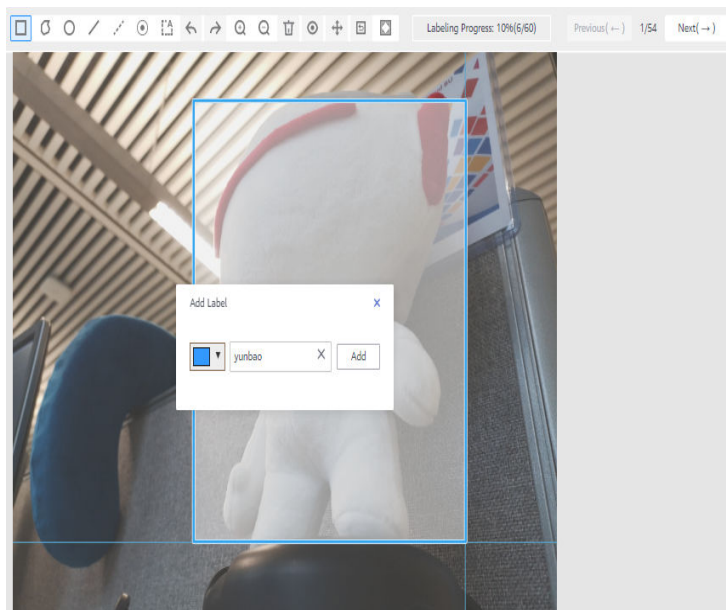 Labeling Progress: 10%(6/60)
Previous( ← )
1/54
Next( → )
Add Label
yunbao
Add